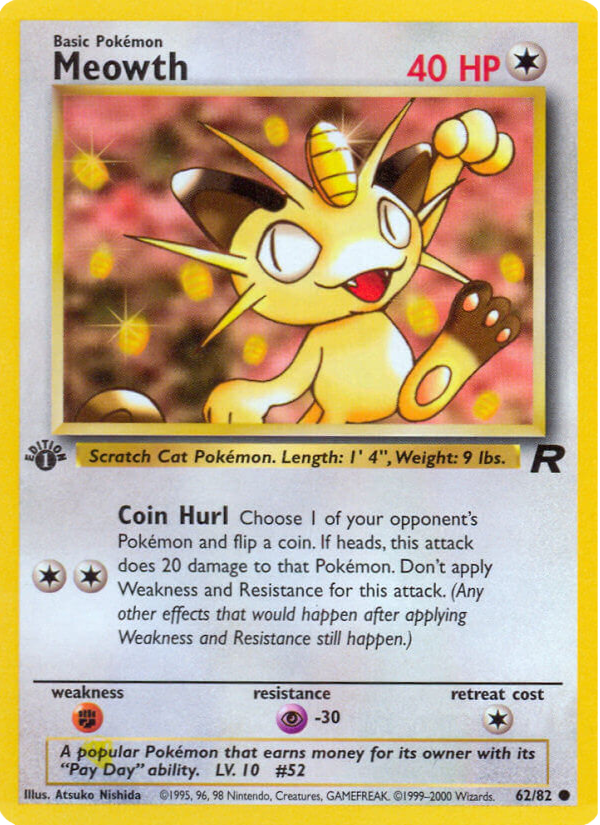 Basic Pokémon
Meowth
40 HP
EDITION
1
R
Scratch Cat Pokémon. Length: 1' 4", Weight: 9 lbs.
Coin Hurl Choose 1 of your opponent's
Pokémon and flip a coin. If heads, this attack
does 20 damage to that Pokémon. Don't apply
Weakness and Resistance for this attack. (Any
other effects that would happen after applying
Weakness and Resistance still happen.)
weakness resistance retreat cost
-30
A popular Pokémon that earns money for its owner with its
"Pay Day" ability. LV. 10 #52
Illus. Atsuko Nishida ©1995, 96, 98 Nintendo, Creatures, GAMEFREAK. ©1999-2000 Wizards. 62/82